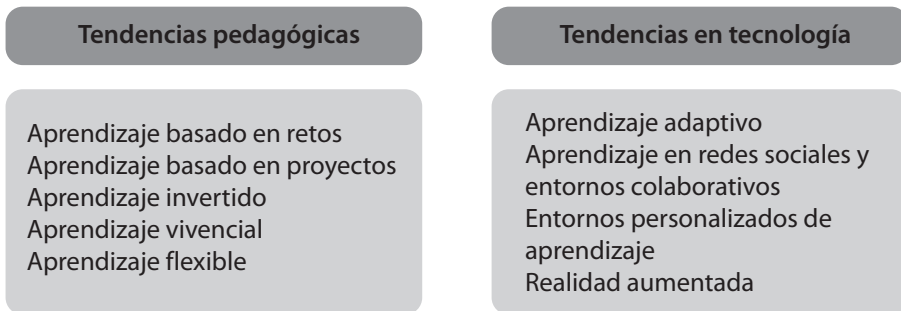 Tendencias pedagógicas
Aprendizaje basado en retos
Aprendizaje basado en proyectos
Aprendizaje invertido
Aprendizaje vivencial
Aprendizaje flexible
Tendencias en tecnología
Aprendizaje adaptivo
Aprendizaje en redes sociales y
entornos colaborativos
Entornos personalizados de
aprendizaje
Realidad aumentada